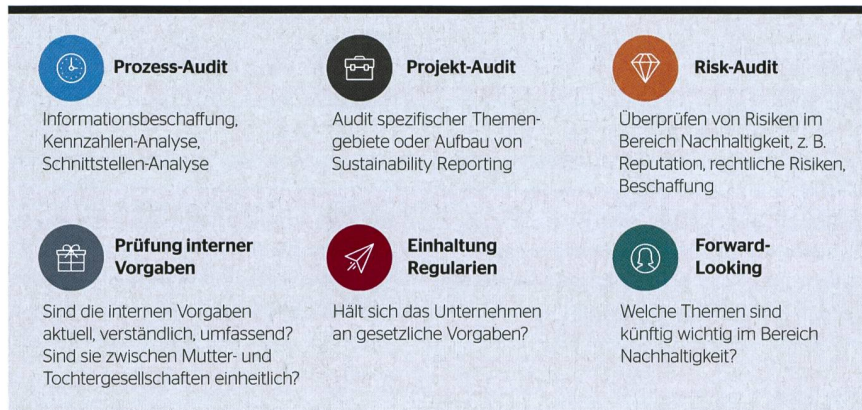 Prozess-Audit
Informationsbeschaffung,
Kennzahlen-Analyse,
Schnittstellen-Analyse
Projekt-Audit
Audit spezifischer Themen-
gebiete oder Aufbau von
Sustainability Reporting
Risk-Audit
Überprüfen von Risiken im
Bereich Nachhaltigkeit, z. B.
Reputation, rechtliche Risiken,
Beschaffung
Prüfung interner
Vorgaben
Sind die internen Vorgaben
aktuell, verständlich, umfassend?
Sind sie zwischen Mutter- und
Tochtergesellschaften einheitlich?
Einhaltung
Regularien
Hält sich das Unternehmen
an gesetzliche Vorgaben?
Forward-
Looking
Welche Themen sind
künftig wichtig im Bereich
Nachhaltigkeit?